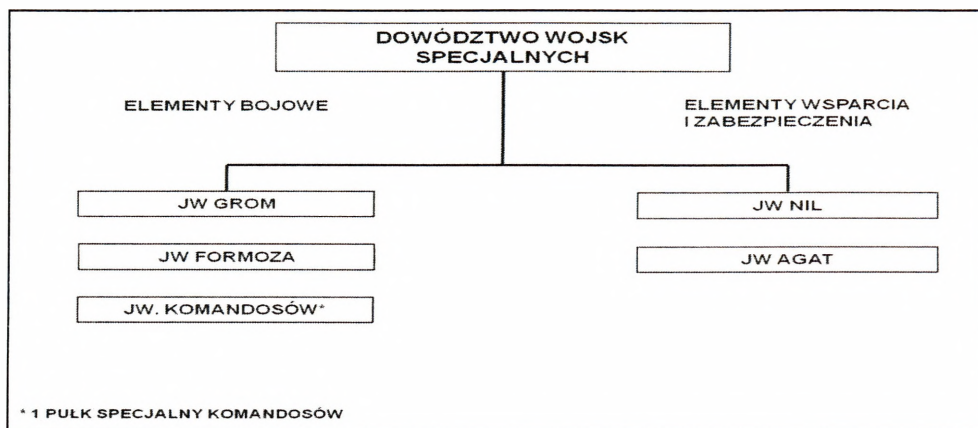 DOWÓDZTWO WOJSK
SPECJALNYCH
ELEMENTY BOJOWE
ELEMENTY WSPARCIA
I ZABEZPIECZENIA
JW GROM
JW NIL
JW FORMOZA
JW AGAT
JW. KOMANDOSÓW*
* 1 PUŁK SPECJALNY KOMANDOSÓW